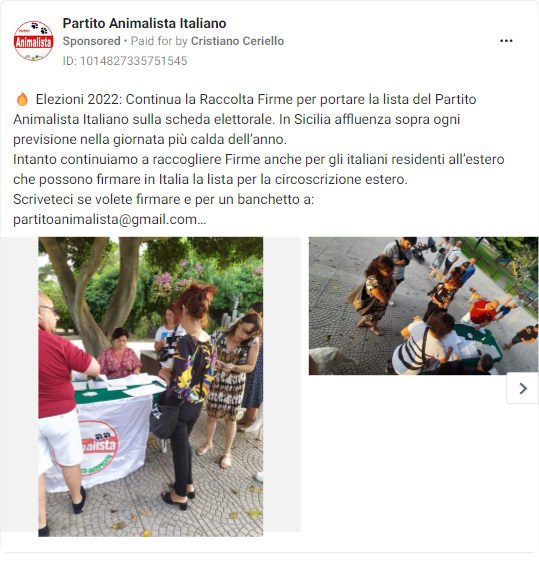 Partito Animalista Italiano
Sponsored • Paid for by Cristiano Ceriello
ID: 1014827335751545
🔥 Elezioni 2022: Continua la Raccolta Firme per portare la lista del Partito
Animalista Italiano sulla scheda elettorale. In Sicilia affluenza sopra ogni
previsione nella giornata più calda dell'anno.
Intanto continuiamo a raccogliere Firme anche per gli italiani residenti all'estero
che possono firmare in Italia la lista per la circoscrizione estero.
Scriveteci se volete firmare e per un banchetto a:
partitoanimalista@gmail.com...
Animalista
malista